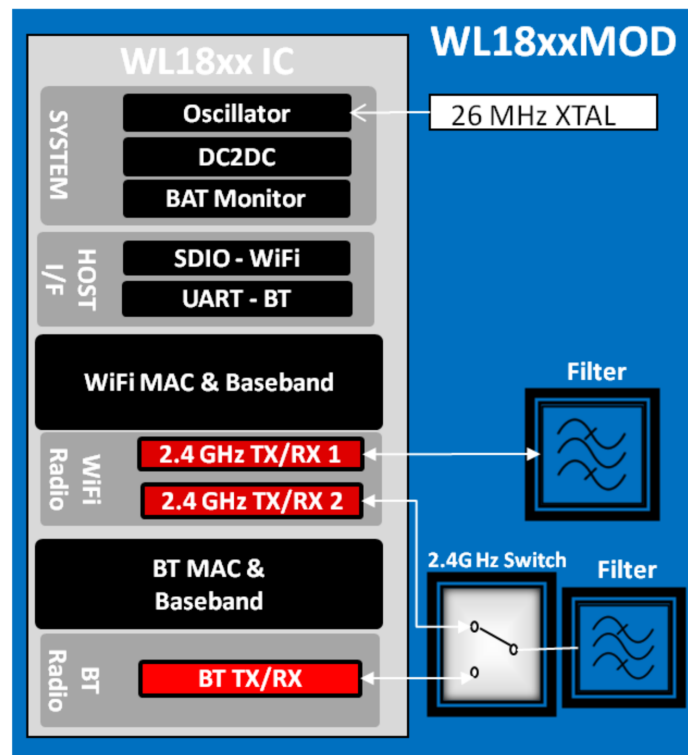 WL18xx IC
WL18xxMOD
SYSTEM
Oscillator
26 MHz XTAL
DC2DC
BAT Monitor
HOST
I/F
SDIO - WiFi
UART - BT
WiFi MAC & Baseband
Filter
WiFi
Radio
2.4 GHz TX/RX 1
2.4 GHz TX/RX 2
BT MAC &
Baseband
2.4G Hz Switch
Filter
BT
Radio
BT TX/RX